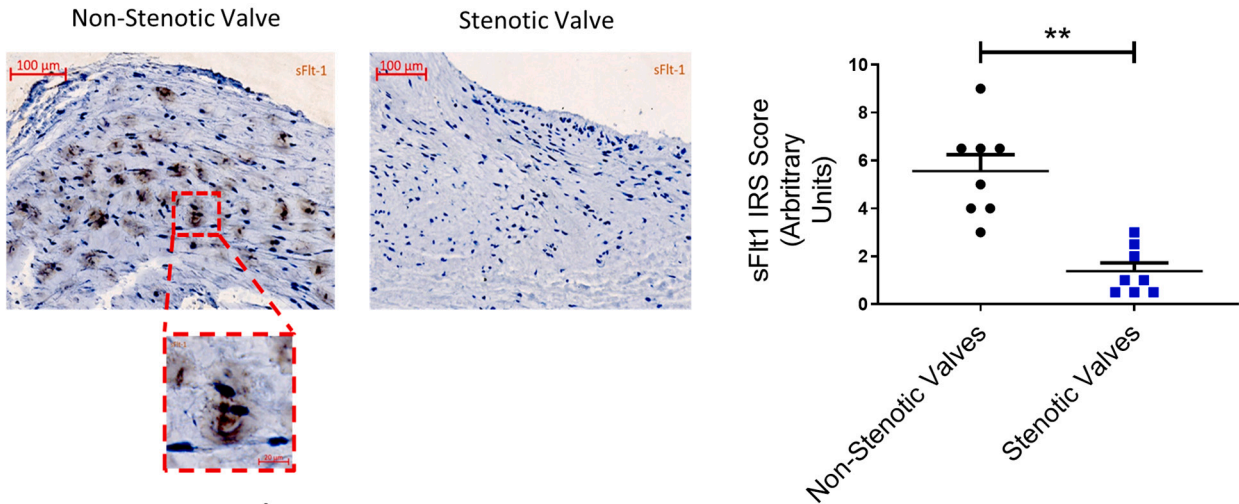 Non-Stenotic Valve
Stenotic Valve
100 µm
sFlt-1
100 µm
sFlt-1
**
10
8
6
4
2
0
sFlt1 IRS Score
(Arbritrary
Units)
Non-Stenotic Valves
Stenotic Valves